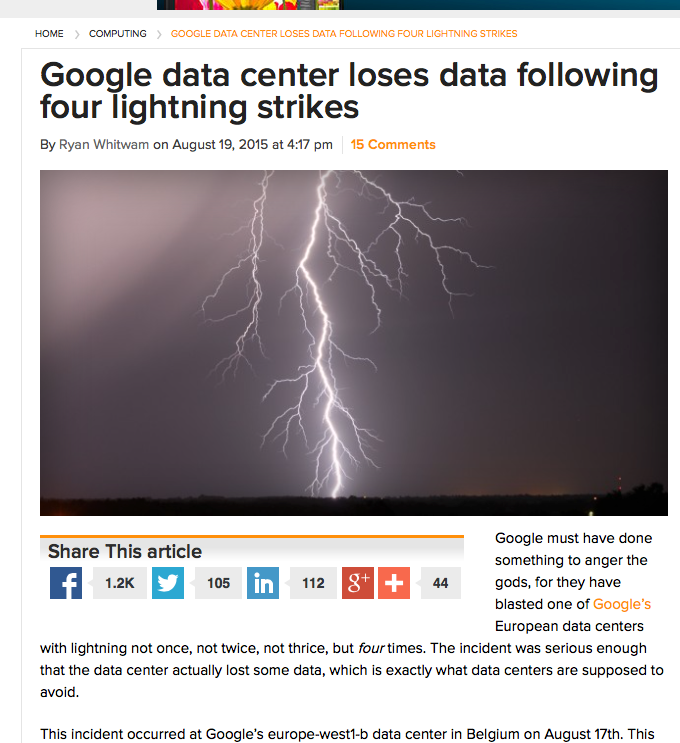 HOME > COMPUTING > GOOGLE DATA CENTER LOSES DATA FOLLOWING FOUR LIGHTNING STRIKES
Google data center loses data following
four lightning strikes
By Ryan Whitwam on August 19, 2015 at 4:17 pm 15 Comments
Share This article
f 1.2K 105 in 112 g+ + 44
Google must have done
something to anger the
gods, for they have
blasted one of Google's
European data centers
with lightning not once, not twice, not thrice, but four times. The incident was serious enough
that the data center actually lost some data, which is exactly what data centers are supposed to
avoid.
This incident occurred at Google's europe-west1-b data center in Belgium on August 17th. This